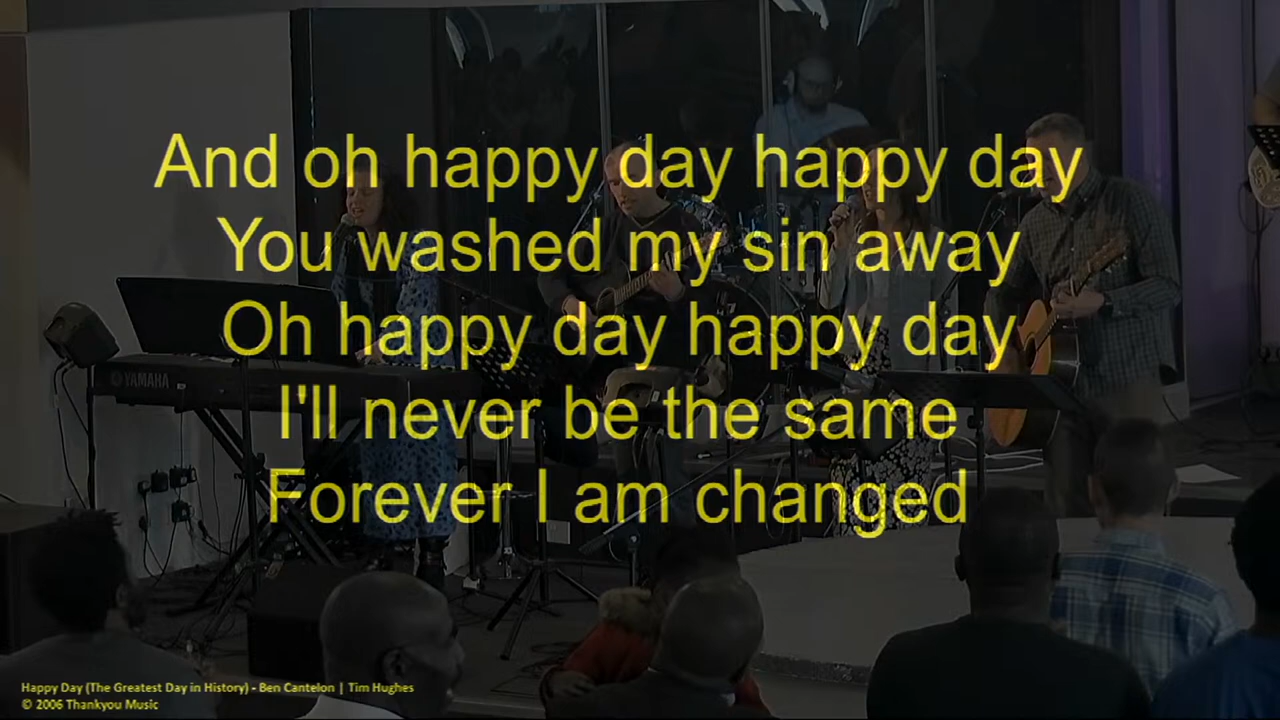 And oh happy day happy day
You washed my sin away
Oh happy day happy day
I'll never be the same
Forever I am changed
YAMAHA
Happy Day (The Greatest Day in History) - Ben Cantelon | Tim Hughes
© 2006 Thankyou Music